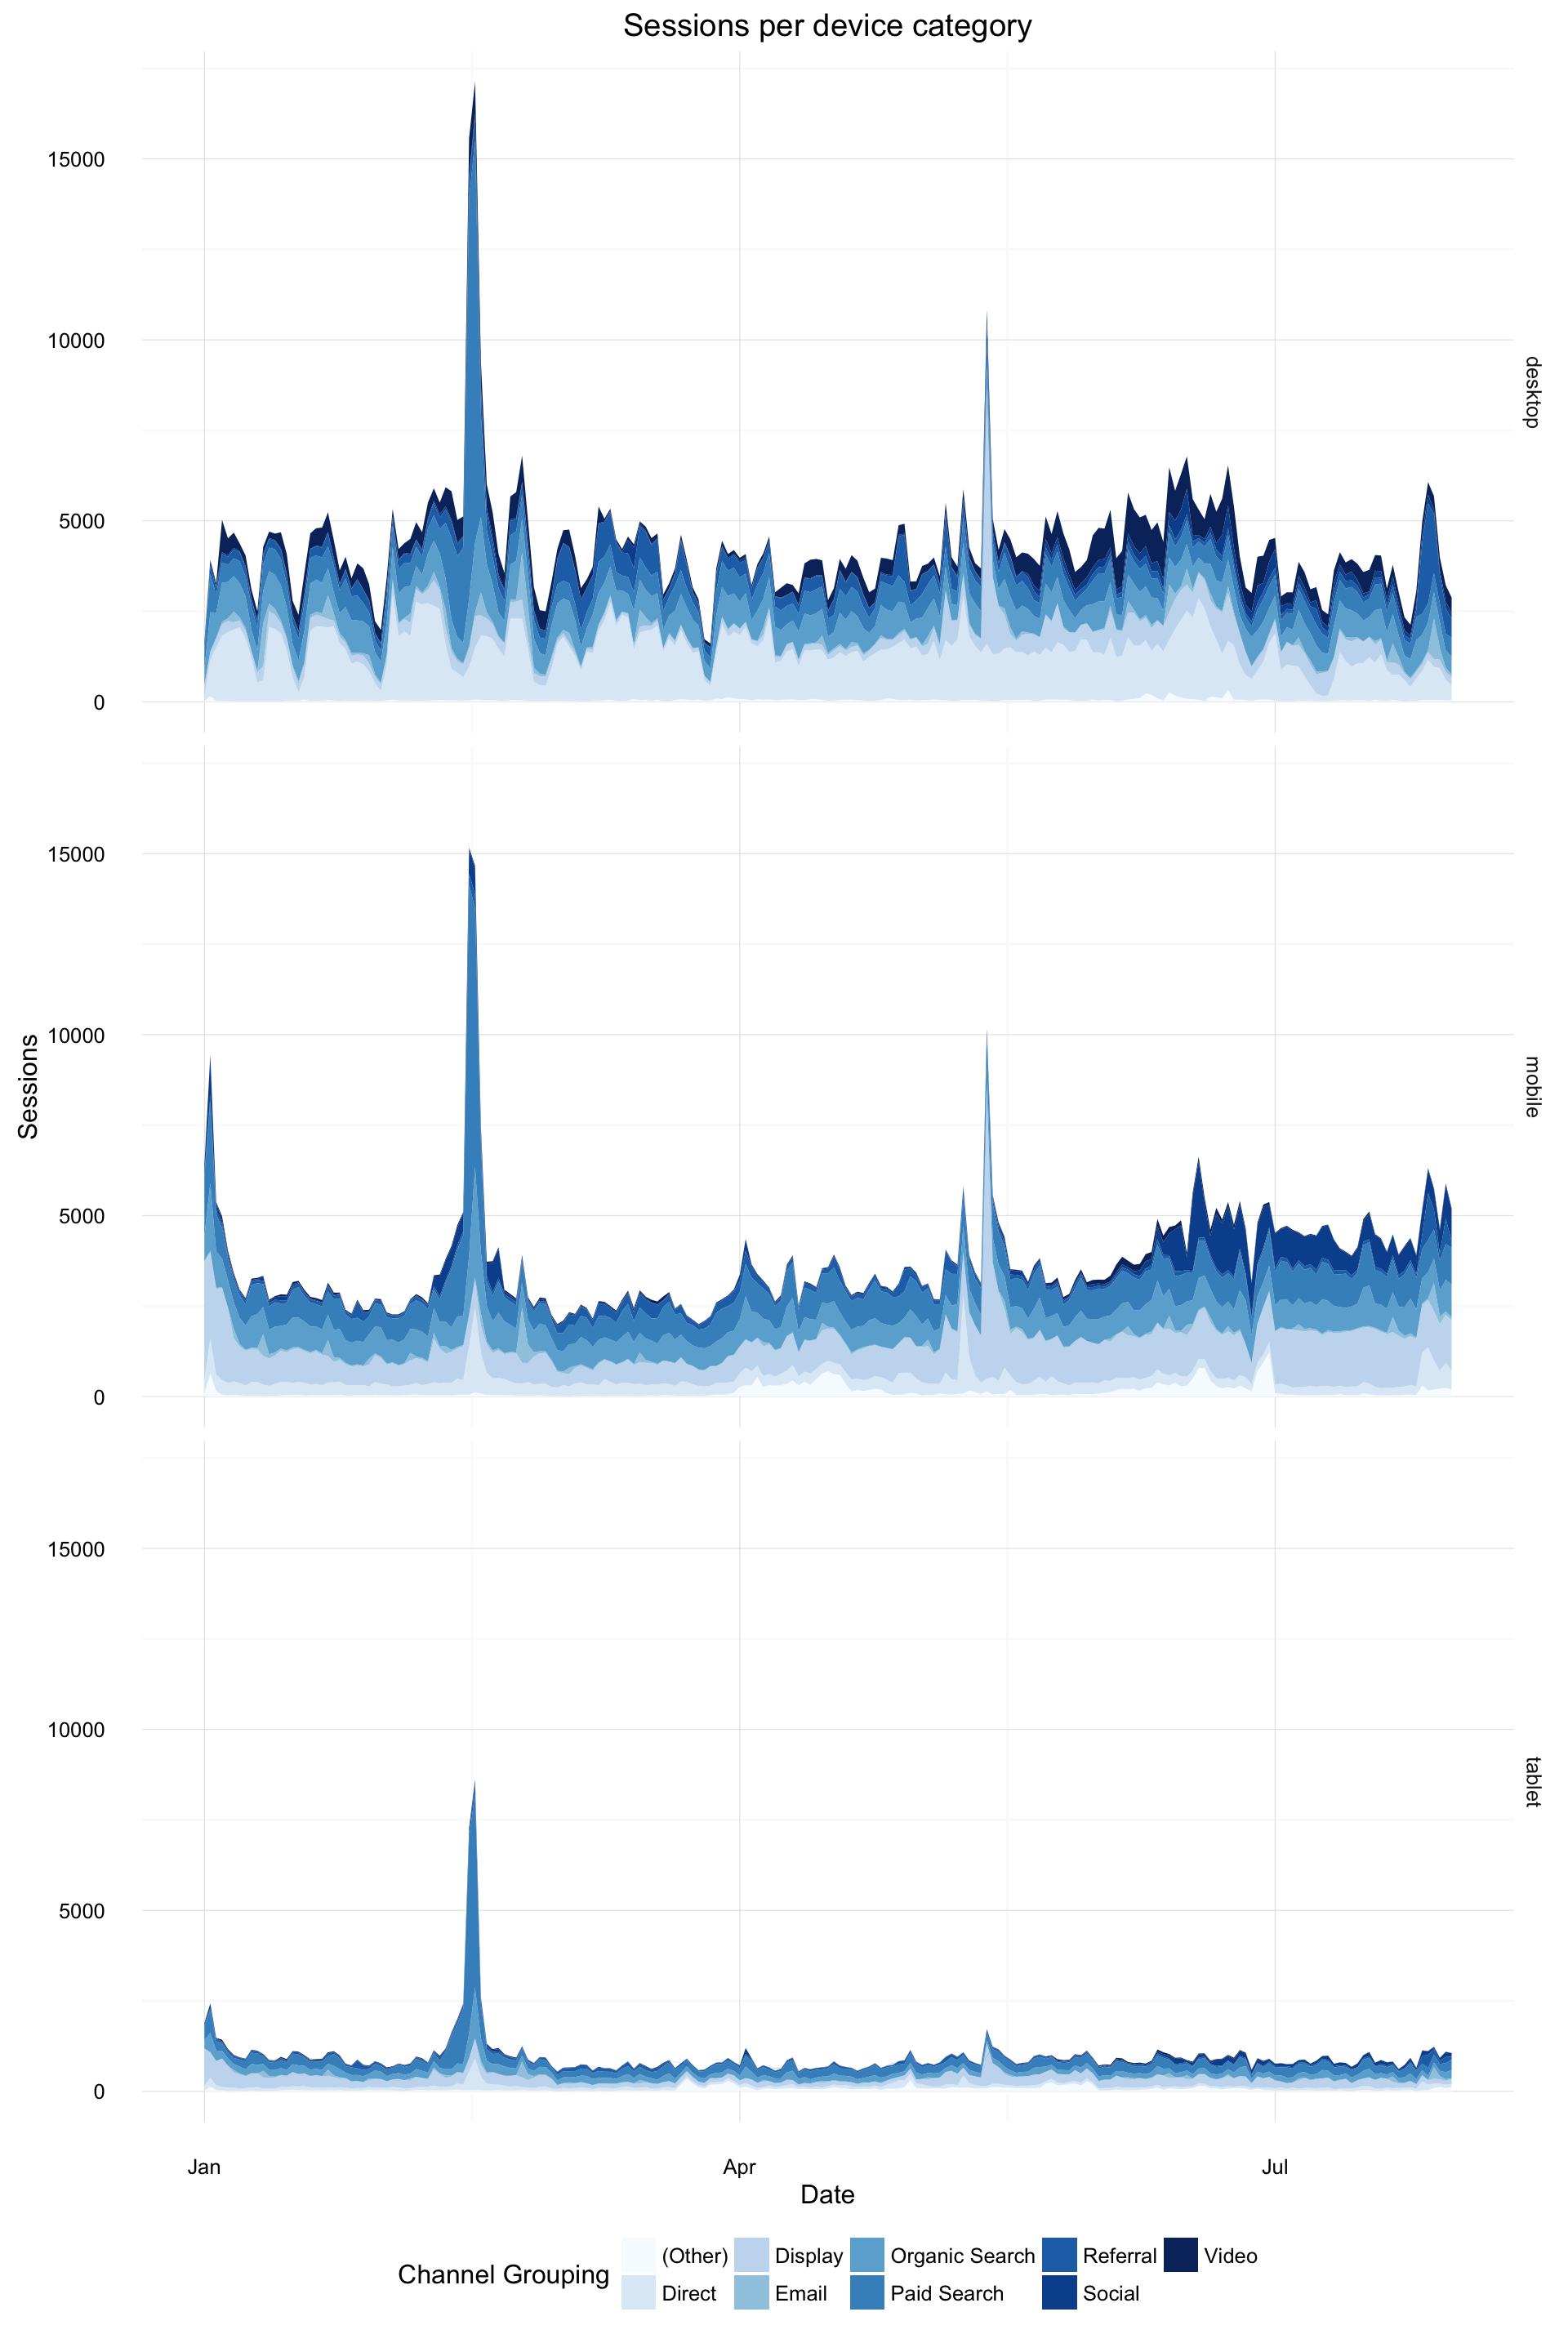 Sessions per device category
15000
10000
5000
0
desktop
15000
10000
5000
0
mobile
Sessions
15000
10000
5000
0
tablet
Jan Apr Jul
Date
Channel Grouping
(Other) Display Organic Search Referral Video
Direct Email Paid Search Social